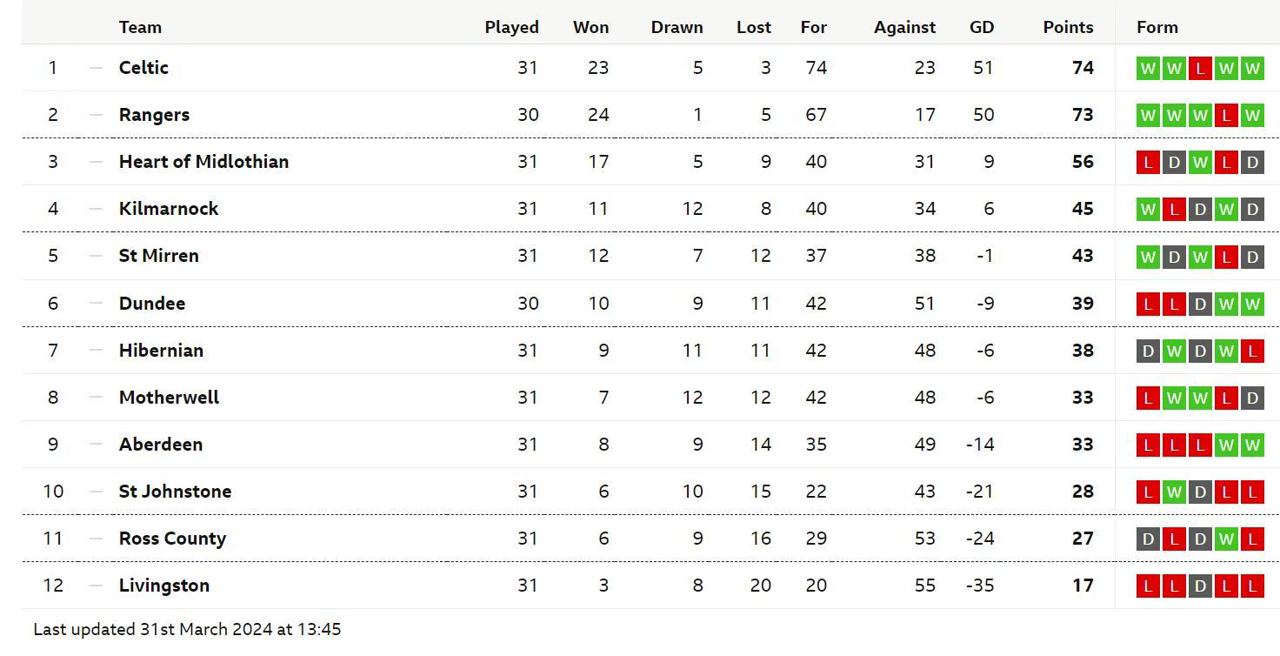 Team Played Won Drawn Lost For Against GD Points Form
1 — Celtic 31 23 5 3 74 23 51 74 W W L W W
2 — Rangers 30 24 1 5 67 17 50 73 W W W L W
3 — Heart of Midlothian 31 17 5 9 40 31 9 56 L D W L D
4 — Kilmarnock 31 11 12 8 40 34 6 45 W L D W D
5 — St Mirren 31 12 7 12 37 38 -1 43 W D W L D
6 — Dundee 30 10 9 11 42 51 -9 39 L L D W W
7 — Hibernian 31 9 11 11 42 48 -6 38 D W D W L
8 — Motherwell 31 7 12 12 42 48 -6 33 L W W L D
9 — Aberdeen 31 8 9 14 35 49 -14 33 L L L W W
10 — St Johnstone 31 6 10 15 22 43 -21 28 L W D L L
11 — Ross County 31 6 9 16 29 53 -24 27 D L D W L
12 — Livingston 31 3 8 20 20 55 -35 17 L L D L L
Last updated 31st March 2024 at 13:45